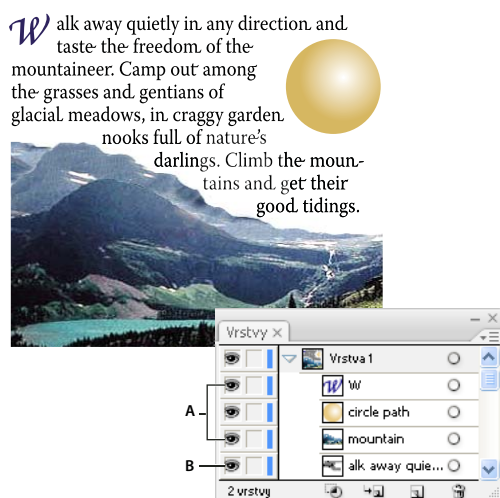 Walk away quietly in any direction and
taste the freedom of the
mountaineer. Camp out among
the grasses and gentians of
glacial meadows, in craggy garden
nooks full of nature's
darlings. Climb the moun-
tains and get their
good tidings.
Vrstvy ×
Vrstva 1
W
A
circle path
mountain
B
alk away quie...
2 vrstvy